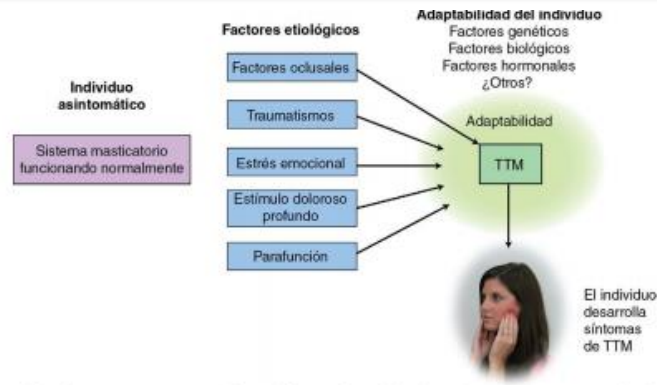 Individuo
asintomático
Sistema masticatorio
funcionando normalmente
Factores etiológicos
Factores oclusales
Traumatismos
Estrés emocional
Estímulo doloroso
profundo
Parafunción
Adaptabilidad del individuo
Factores genéticos
Factores biológicos
Factores hormonales
¿Otros?
Adaptabilidad
TTM
El individuo
desarrolla
síntomas
de TTM